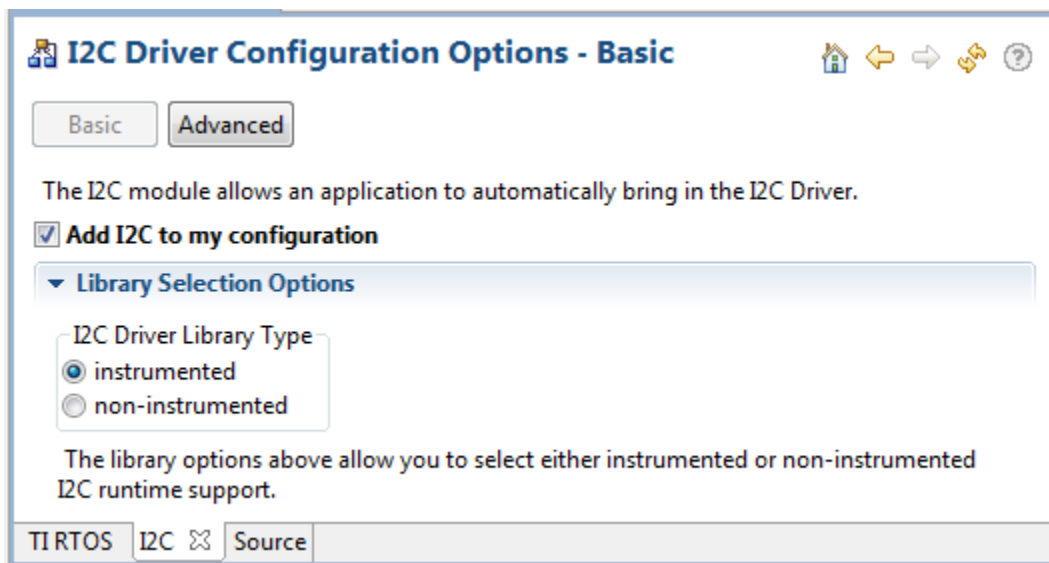 I2C Driver Configuration Options - Basic
Basic Advanced
The I2C module allows an application to automatically bring in the I2C Driver.
Add I2C to my configuration
Library Selection Options
I2C Driver Library Type
instrumented
non-instrumented
The library options above allow you to select either instrumented or non-instrumented
I2C runtime support.
TI RTOS I2C Source